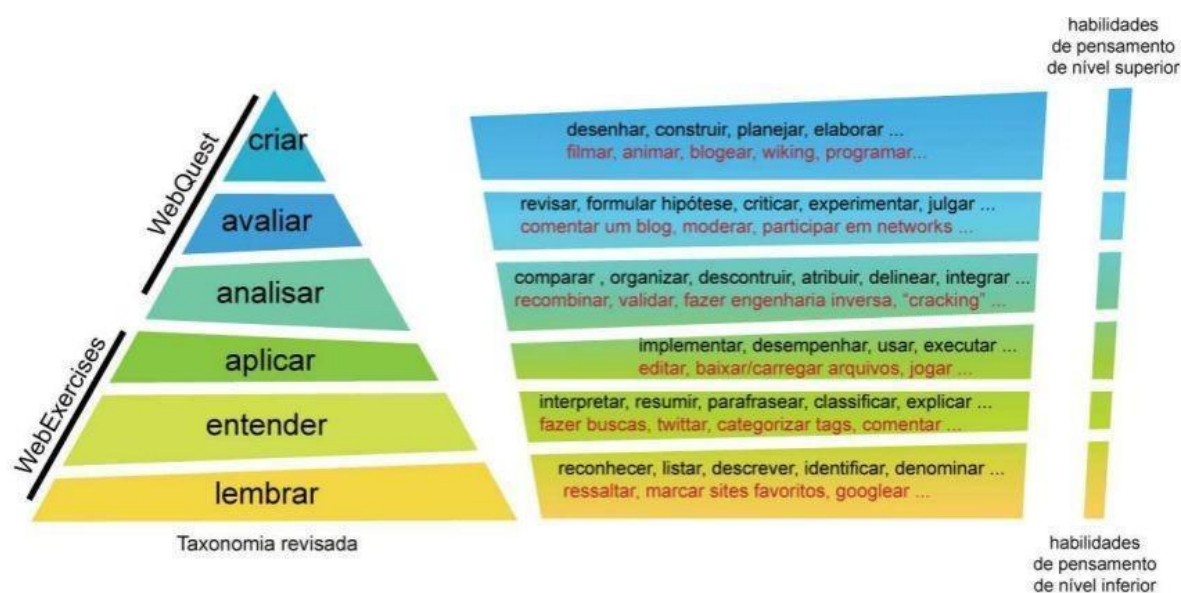 habilidades
de pensamento
de nível superior
WebQuest
criar
desenhar, construir, planejar, elaborar ...
filmar, animar, blogear, wiking, programar...
avaliar
revisar, formular hipótese, criticar, experimentar, julgar ...
comentar um blog, moderar, participar em networks ...
analisar
comparar , organizar, descontruir, atribuir, delinear, integrar ...
recombinar, validar, fazer engenharia inversa, “cracking” ...
WebExercises
aplicar
implementar, desempenhar, usar, executar ...
editar, baixar/carregar arquivos, jogar ...
entender
interpretar, resumir, parafrasear, classificar, explicar ...
fazer buscas, twittar, categorizar tags, comentar ...
lembrar
reconhecer, listar, descrever, identificar, denominar ...
ressaltar, marcar sites favoritos, googlear ...
Taxonomia revisada
habilidades
de pensamento
de nível inferior